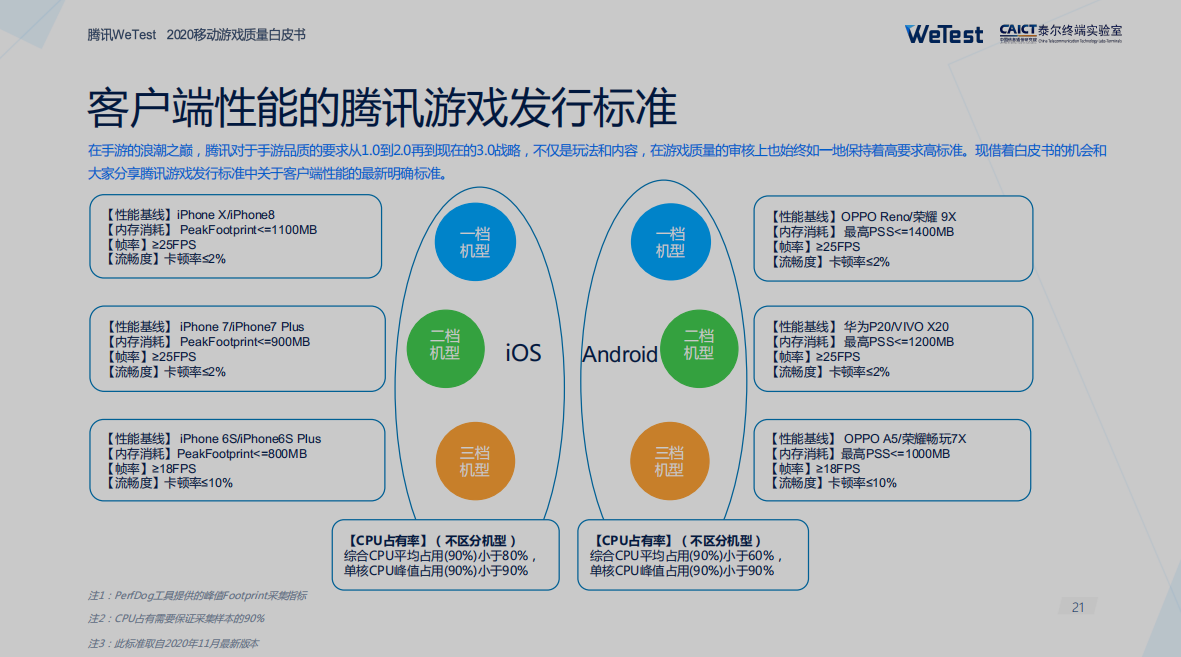 腾讯WeTest 2020移动游戏质量白皮书
WeTest
CAICT 泰尔终端实验室
中国信息通信研究院 China Telecommunication Technology Labs-Terminals
客户端性能的腾讯游戏发行标准
在手游的浪潮之巅，腾讯对于手游品质的要求从1.0到2.0再到现在的3.0战略，不仅是玩法和内容，在游戏质量的审核上也始终如一地保持着高要求高标准。现借着白皮书的机会和
大家分享腾讯游戏发行标准中关于客户端性能的最新明确标准。
【性能基线】iPhone X/iPhone8
【内存消耗】 PeakFootprint<=1100MB
【帧率】≥25FPS
【流畅度】卡顿率≤2%
一档
机型
一档
机型
【性能基线】OPPO Reno/荣耀 9X
【内存消耗】 最高PSS<=1400MB
【帧率】≥25FPS
【流畅度】卡顿率≤2%
【性能基线】 iPhone 7/iPhone7 Plus
【内存消耗】 PeakFootprint<=900MB
【帧率】≥25FPS
【流畅度】卡顿率≤2%
二档
机型
iOS
Android
二档
机型
【性能基线】 华为P20/VIVO X20
【内存消耗】 最高PSS<=1200MB
【帧率】≥25FPS
【流畅度】卡顿率≤2%
【性能基线】 iPhone 6S/iPhone6S Plus
【内存消耗】PeakFootprint<=800MB
【帧率】≥18FPS
【流畅度】卡顿率≤10%
三档
机型
三档
机型
【性能基线】 OPPO A5/荣耀畅玩7X
【内存消耗】最高PSS<=1000MB
【帧率】≥18FPS
【流畅度】卡顿率≤10%
【CPU占有率】（不区分机型）
综合CPU平均占用(90%)小于80%，
单核CPU峰值占用(90%)小于90%
【CPU占有率】（不区分机型）
综合CPU平均占用(90%)小于60%，
单核CPU峰值占用(90%)小于90%
注1：PerfDog工具提供的峰值Footprint采集指标
注2：CPU占有需要保证采集样本的90%
注3：此标准取自2020年11月最新版本
21